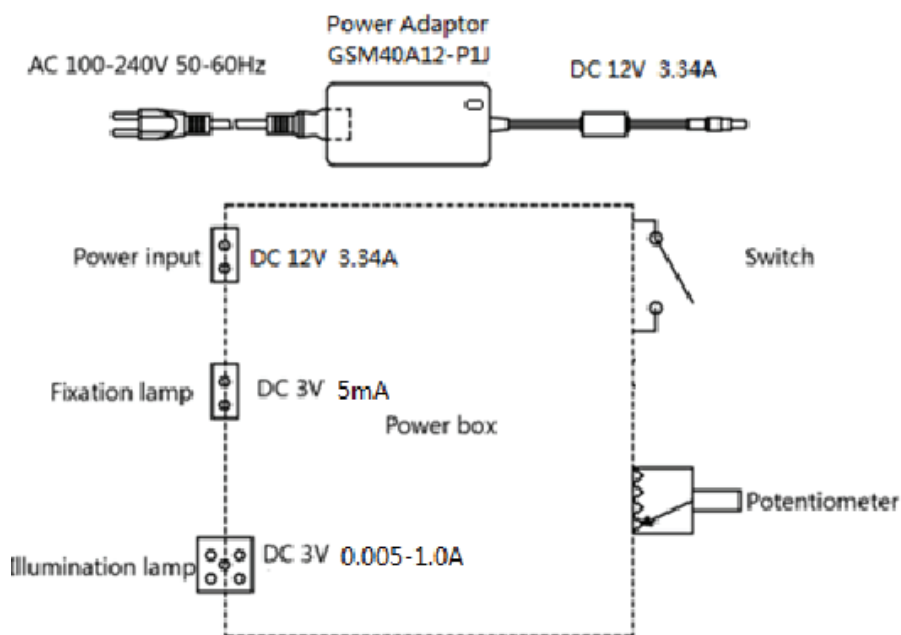 Power Adaptor
GSM40A12-P1J
AC 100-240V 50-60Hz
DC 12V 3.34A
Power input
DC 12V 3.34A
Switch
Fixation lamp
DC 3V 5mA
Power box
Potentiometer
Illumination lamp
DC 3V 0.005-1.0A